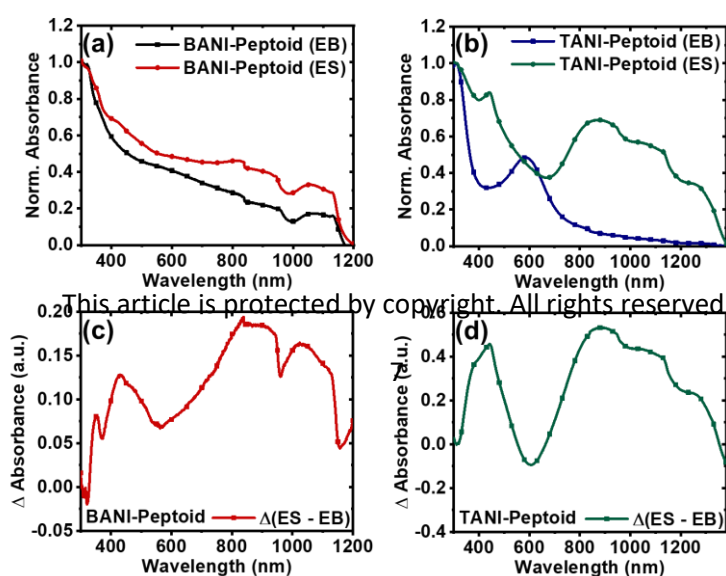 (a)
BANI-Peptoid (EB)
BANI-Peptoid (ES)
Norm. Absorbance
1.0
0.8
0.6
0.4
0.2
0.0
400 600 800 1000 1200
Wavelength (nm)
(b)
TANI-Peptoid (EB)
TANI-Peptoid (ES)
Norm. Absorbance
1.0
0.8
0.6
0.4
0.2
0.0
400 600 800 1000 1200
Wavelength (nm)
This article is protected by copyright. All rights reserved
(c)
Δ Absorbance (a.u.)
0.20
0.15
0.10
0.05
0.00
-0.05
BANI-Peptoid Δ(ES - EB)
400 600 800 1000 1200
Wavelength (nm)
(d)
Δ Absorbance (a.u.)
0.6
0.4
0.2
0.0
-0.2
-0.4
TANI-Peptoid Δ(ES - EB)
400 600 800 1000 1200
Wavelength (nm)